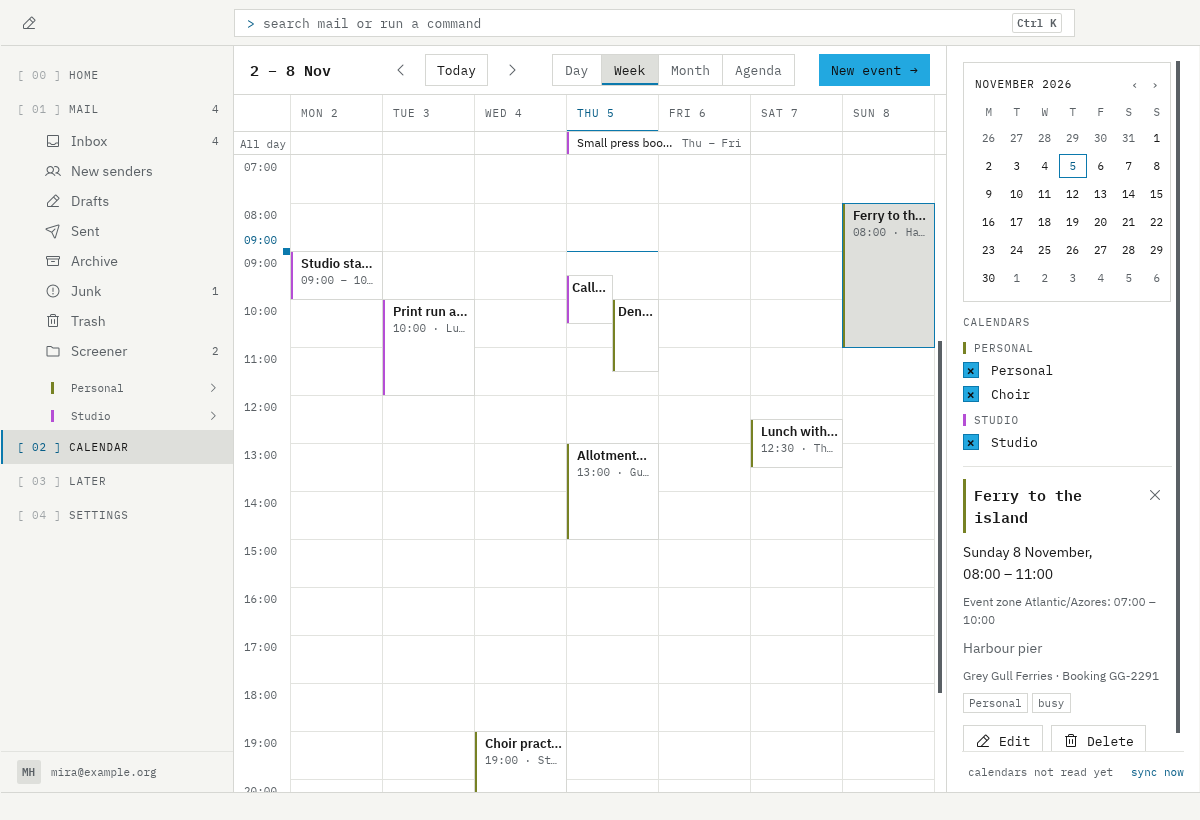 > search mail or run a command Ctrl K
[ 00 ] HOME
[ 01 ] MAIL 4
Inbox 4
New senders
Drafts
Sent
Archive
Junk 1
Trash
Screener 2
Personal
Studio
[ 02 ] CALENDAR
[ 03 ] LATER
[ 04 ] SETTINGS
MH mira@example.org
2 – 8 Nov Today Day Week Month Agenda New event →
MON 2 TUE 3 WED 4 THU 5 FRI 6 SAT 7 SUN 8
All day Small press boo… Thu – Fri
07:00
08:00
09:00
09:00
10:00
11:00
12:00
13:00
14:00
15:00
16:00
17:00
18:00
19:00
20:00
Studio sta…
09:00 – 10…
Print run a…
10:00 · Lu…
Choir pract…
19:00 · St…
Call…
Den…
Allotment…
13:00 · Gu…
Lunch with…
12:30 · Th…
Ferry to th…
08:00 · Ha…
NOVEMBER 2026 ‹ ›
M T W T F S S
26 27 28 29 30 31 1
2 3 4 5 6 7 8
9 10 11 12 13 14 15
16 17 18 19 20 21 22
23 24 25 26 27 28 29
30 1 2 3 4 5 6
CALENDARS
PERSONAL
Personal
Choir
STUDIO
Studio
Ferry to the
island
Sunday 8 November,
08:00 – 11:00
Event zone Atlantic/Azores: 07:00 –
10:00
Harbour pier
Grey Gull Ferries · Booking GG-2291
Personal busy
Edit Delete
calendars not read yet sync now